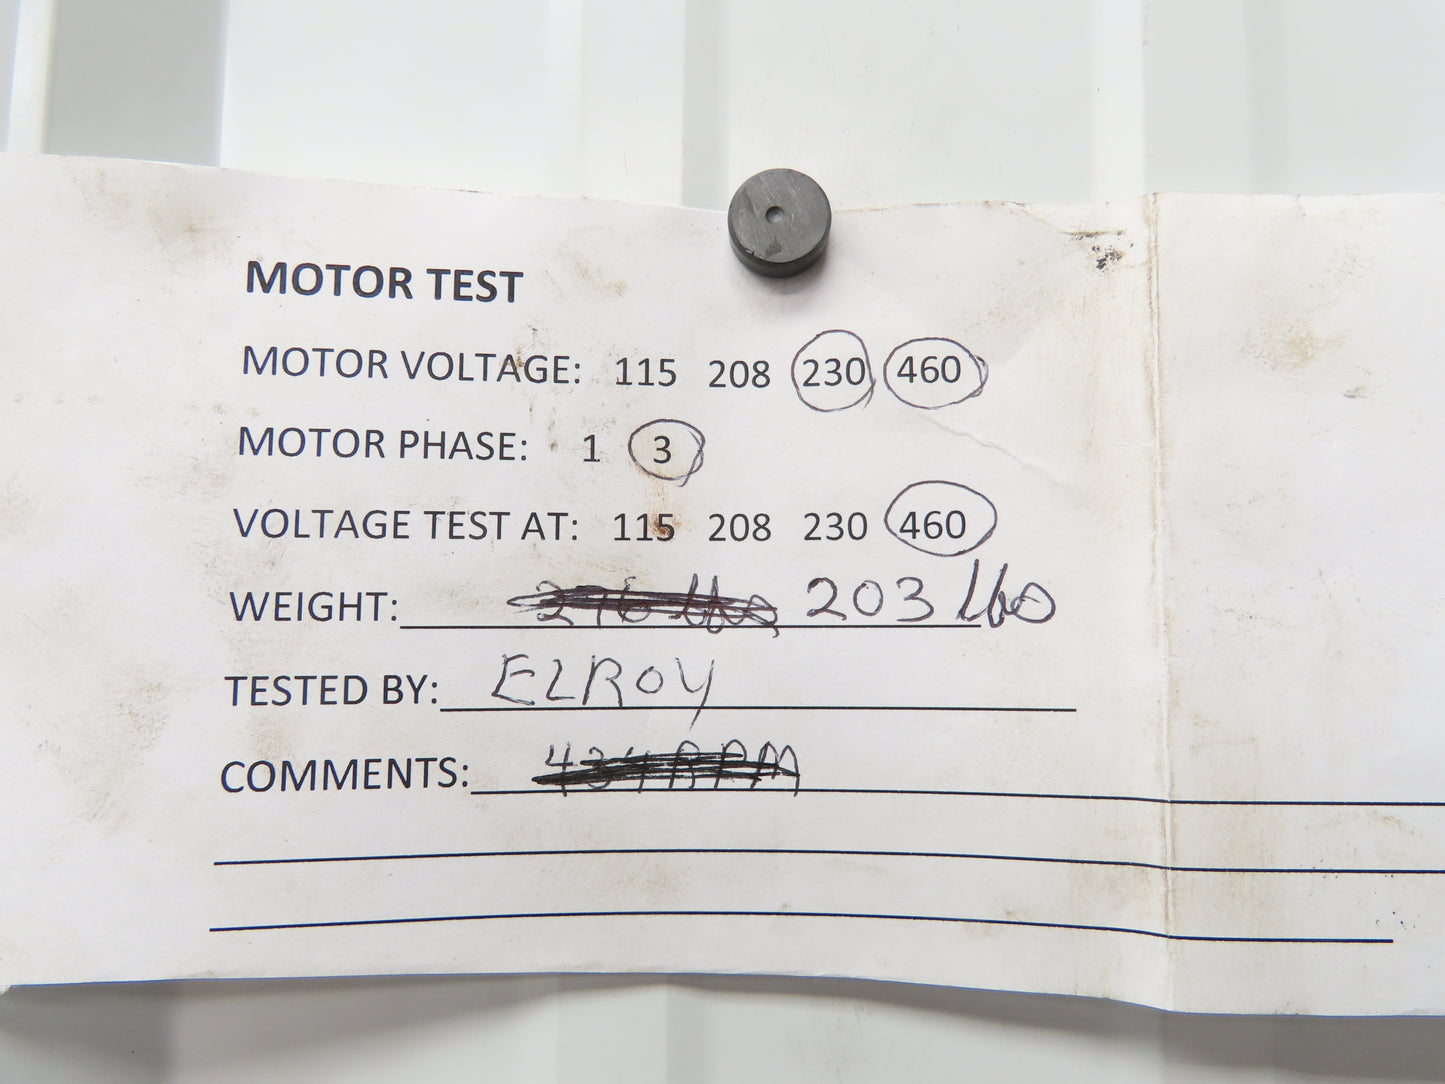 MOTOR TEST
MOTOR VOLTAGE: 115 208 230 460
MOTOR PHASE: 1 3
VOLTAGE TEST AT: 115 208 230 460
WEIGHT: 203 lbs
TESTED BY: ELROY
COMMENTS: